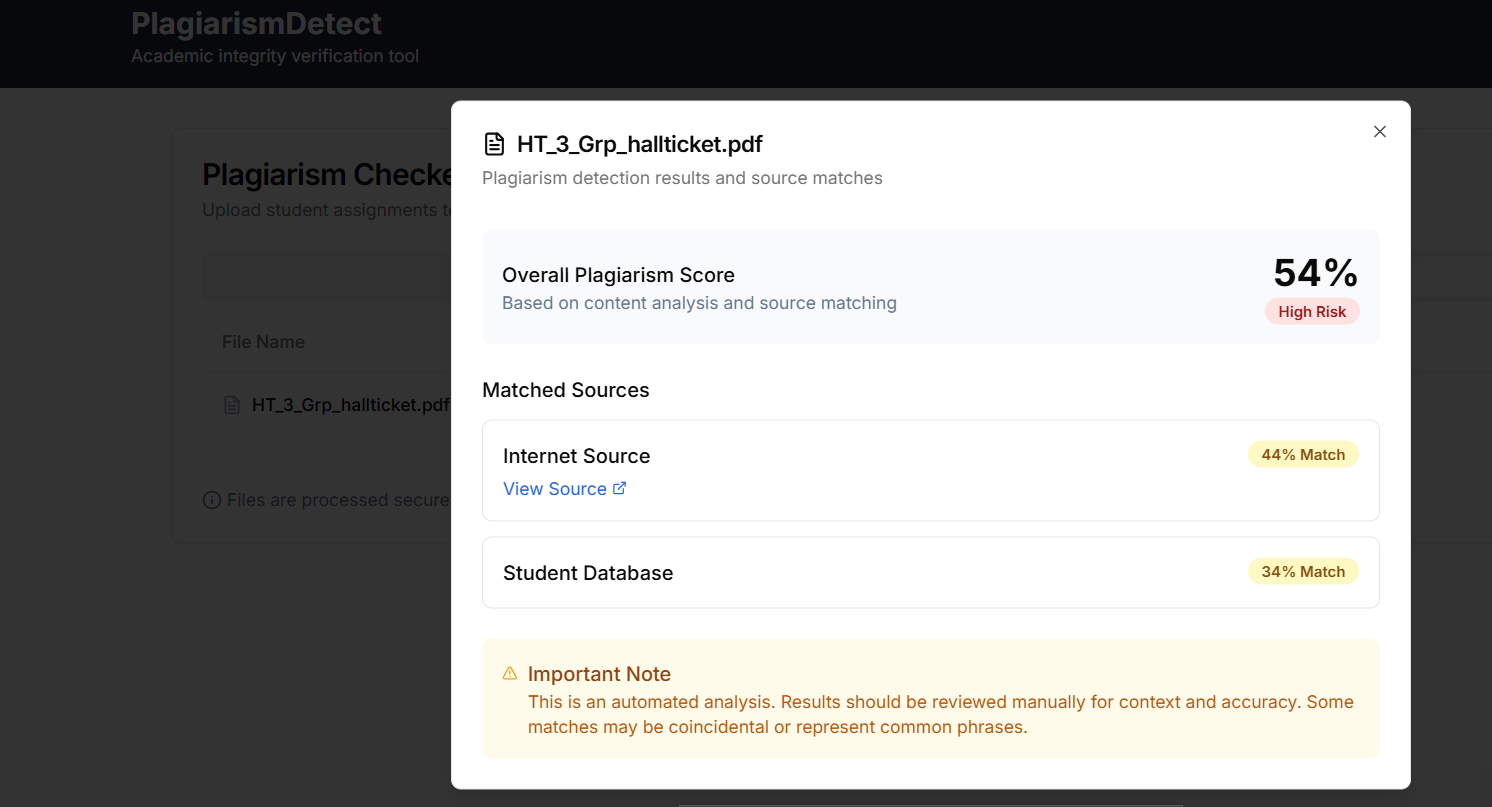 PlagiarismDetect
Academic integrity verification tool
Plagiarism Checke
Upload student assignments t
File Name
HT_3_Grp_hallticket.pdf
Files are processed secure
HT_3_Grp_hallticket.pdf
Plagiarism detection results and source matches
Overall Plagiarism Score
Based on content analysis and source matching
54%
High Risk
Matched Sources
Internet Source
44% Match
View Source
Student Database
34% Match
Important Note
This is an automated analysis. Results should be reviewed manually for context and accuracy. Some
matches may be coincidental or represent common phrases.